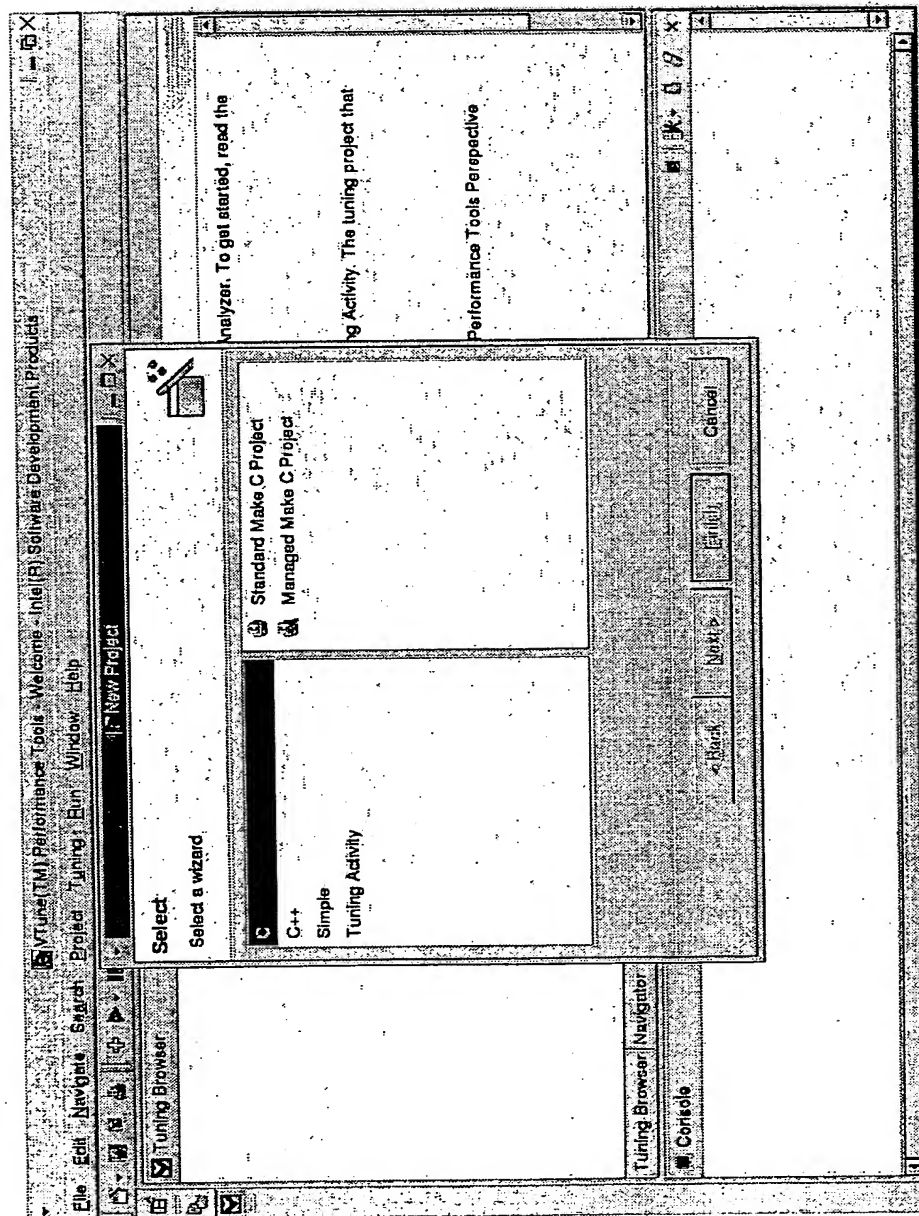 VTune(TM) Performance Tools - Welcome - Intel(R) Software Development Products
File Edit Navigate Search Project Tuning Run Window Help
Tuning Browser
New Project
Select
Select a wizard
C
C++
Simple
Tuning Activity
Standard Make C Project
Managed Make C Project
< Back
Next >
Finish
Cancel
nalyzer. To get started, read the
ng Activity. The tuning project that
Performance Tools Perspective
Tuning Browser Navigator
Console